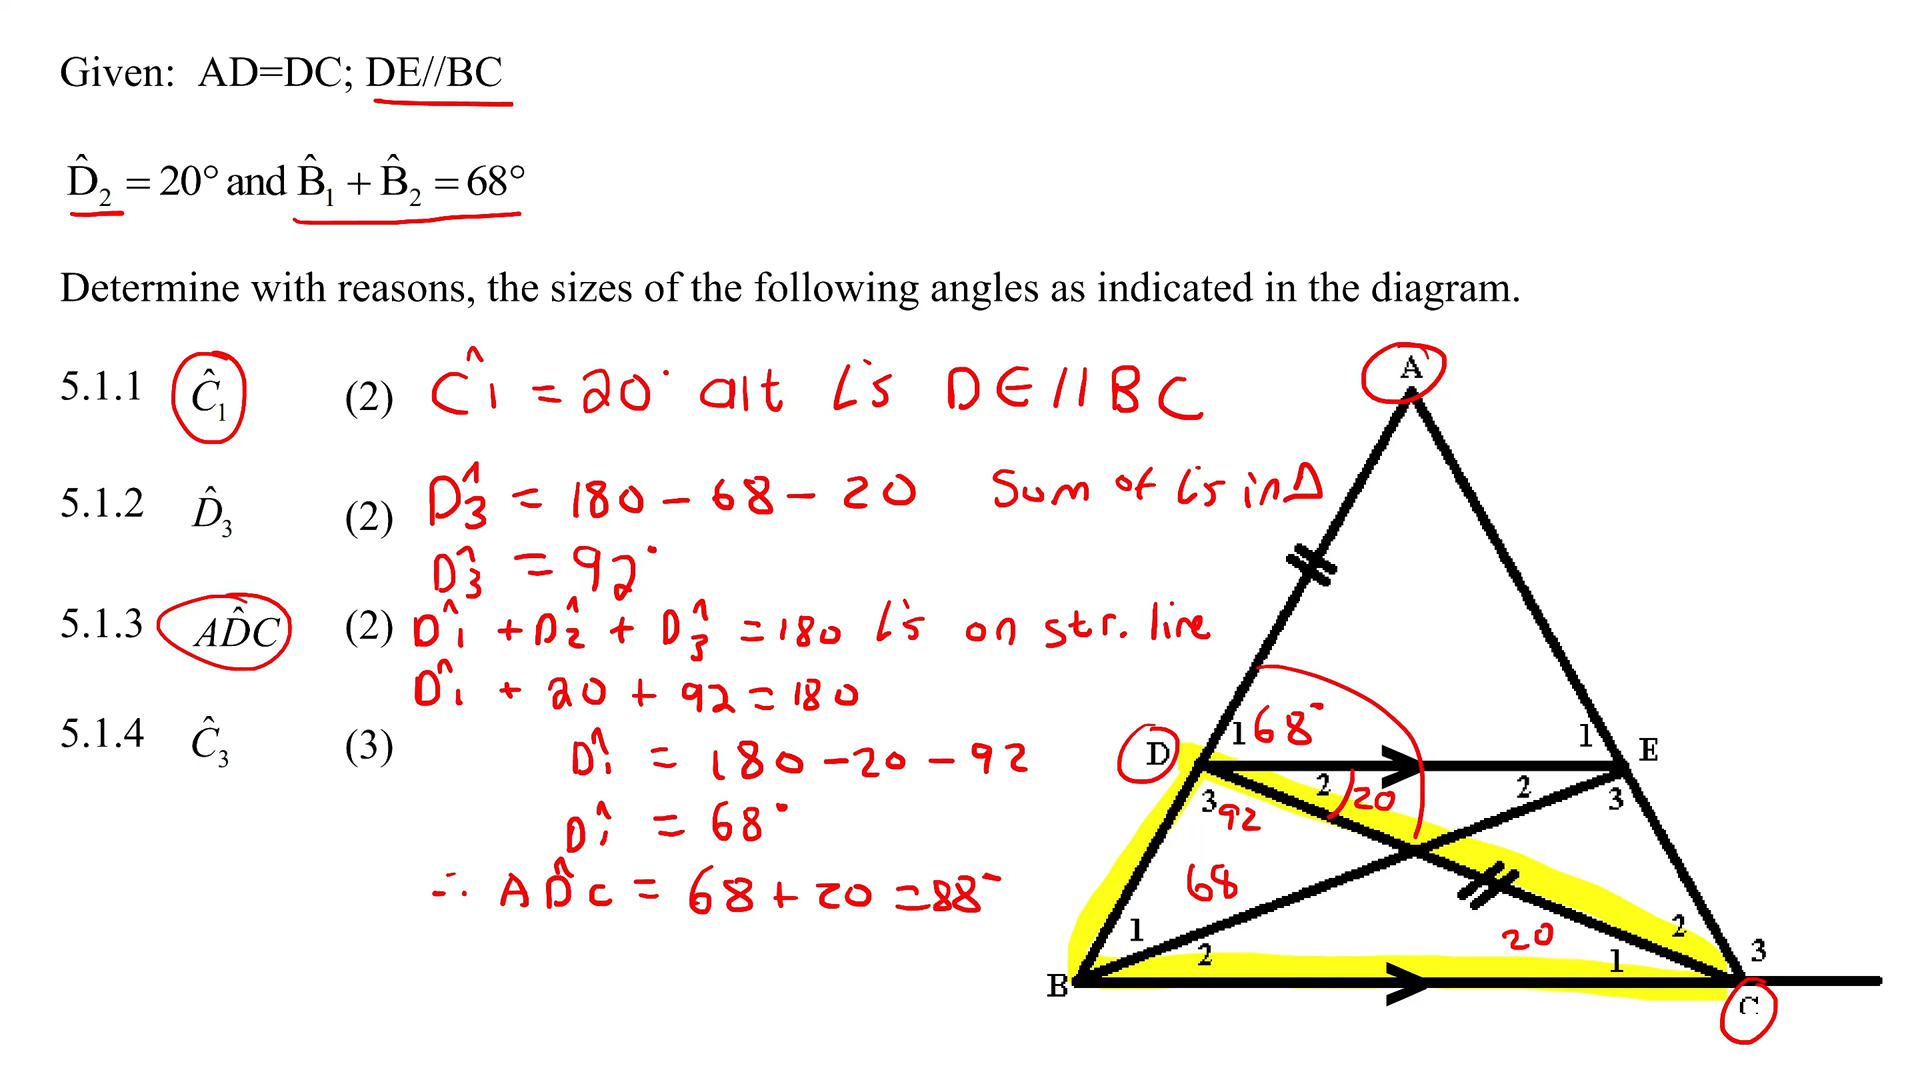 Given: AD=DC; DE//BC
D̂₂ = 20° and B̂₁ + B̂₂ = 68°
Determine with reasons, the sizes of the following angles as indicated in the diagram.
5.1.1 Ĉ₁ (2) Ĉ₁ = 20° alt ∠'s DE//BC
5.1.2 D̂₃ (2) D̂₃ = 180 - 68 - 20 Sum of ∠'s in Δ
D̂₃ = 92°
5.1.3 AD̂C (2) D̂₁ + D̂₂ + D̂₃ = 180 ∠'s on str. line
D̂₁ + 20 + 92 = 180
5.1.4 Ĉ₃ (3)
D̂₁ = 180 - 20 - 92
D̂₁ = 68°
∴ AD̂C = 68 + 20 = 88°
A
1 68° 1
D E
2 20 2 3
3 92
68
1 2 20 1 2 3
B C